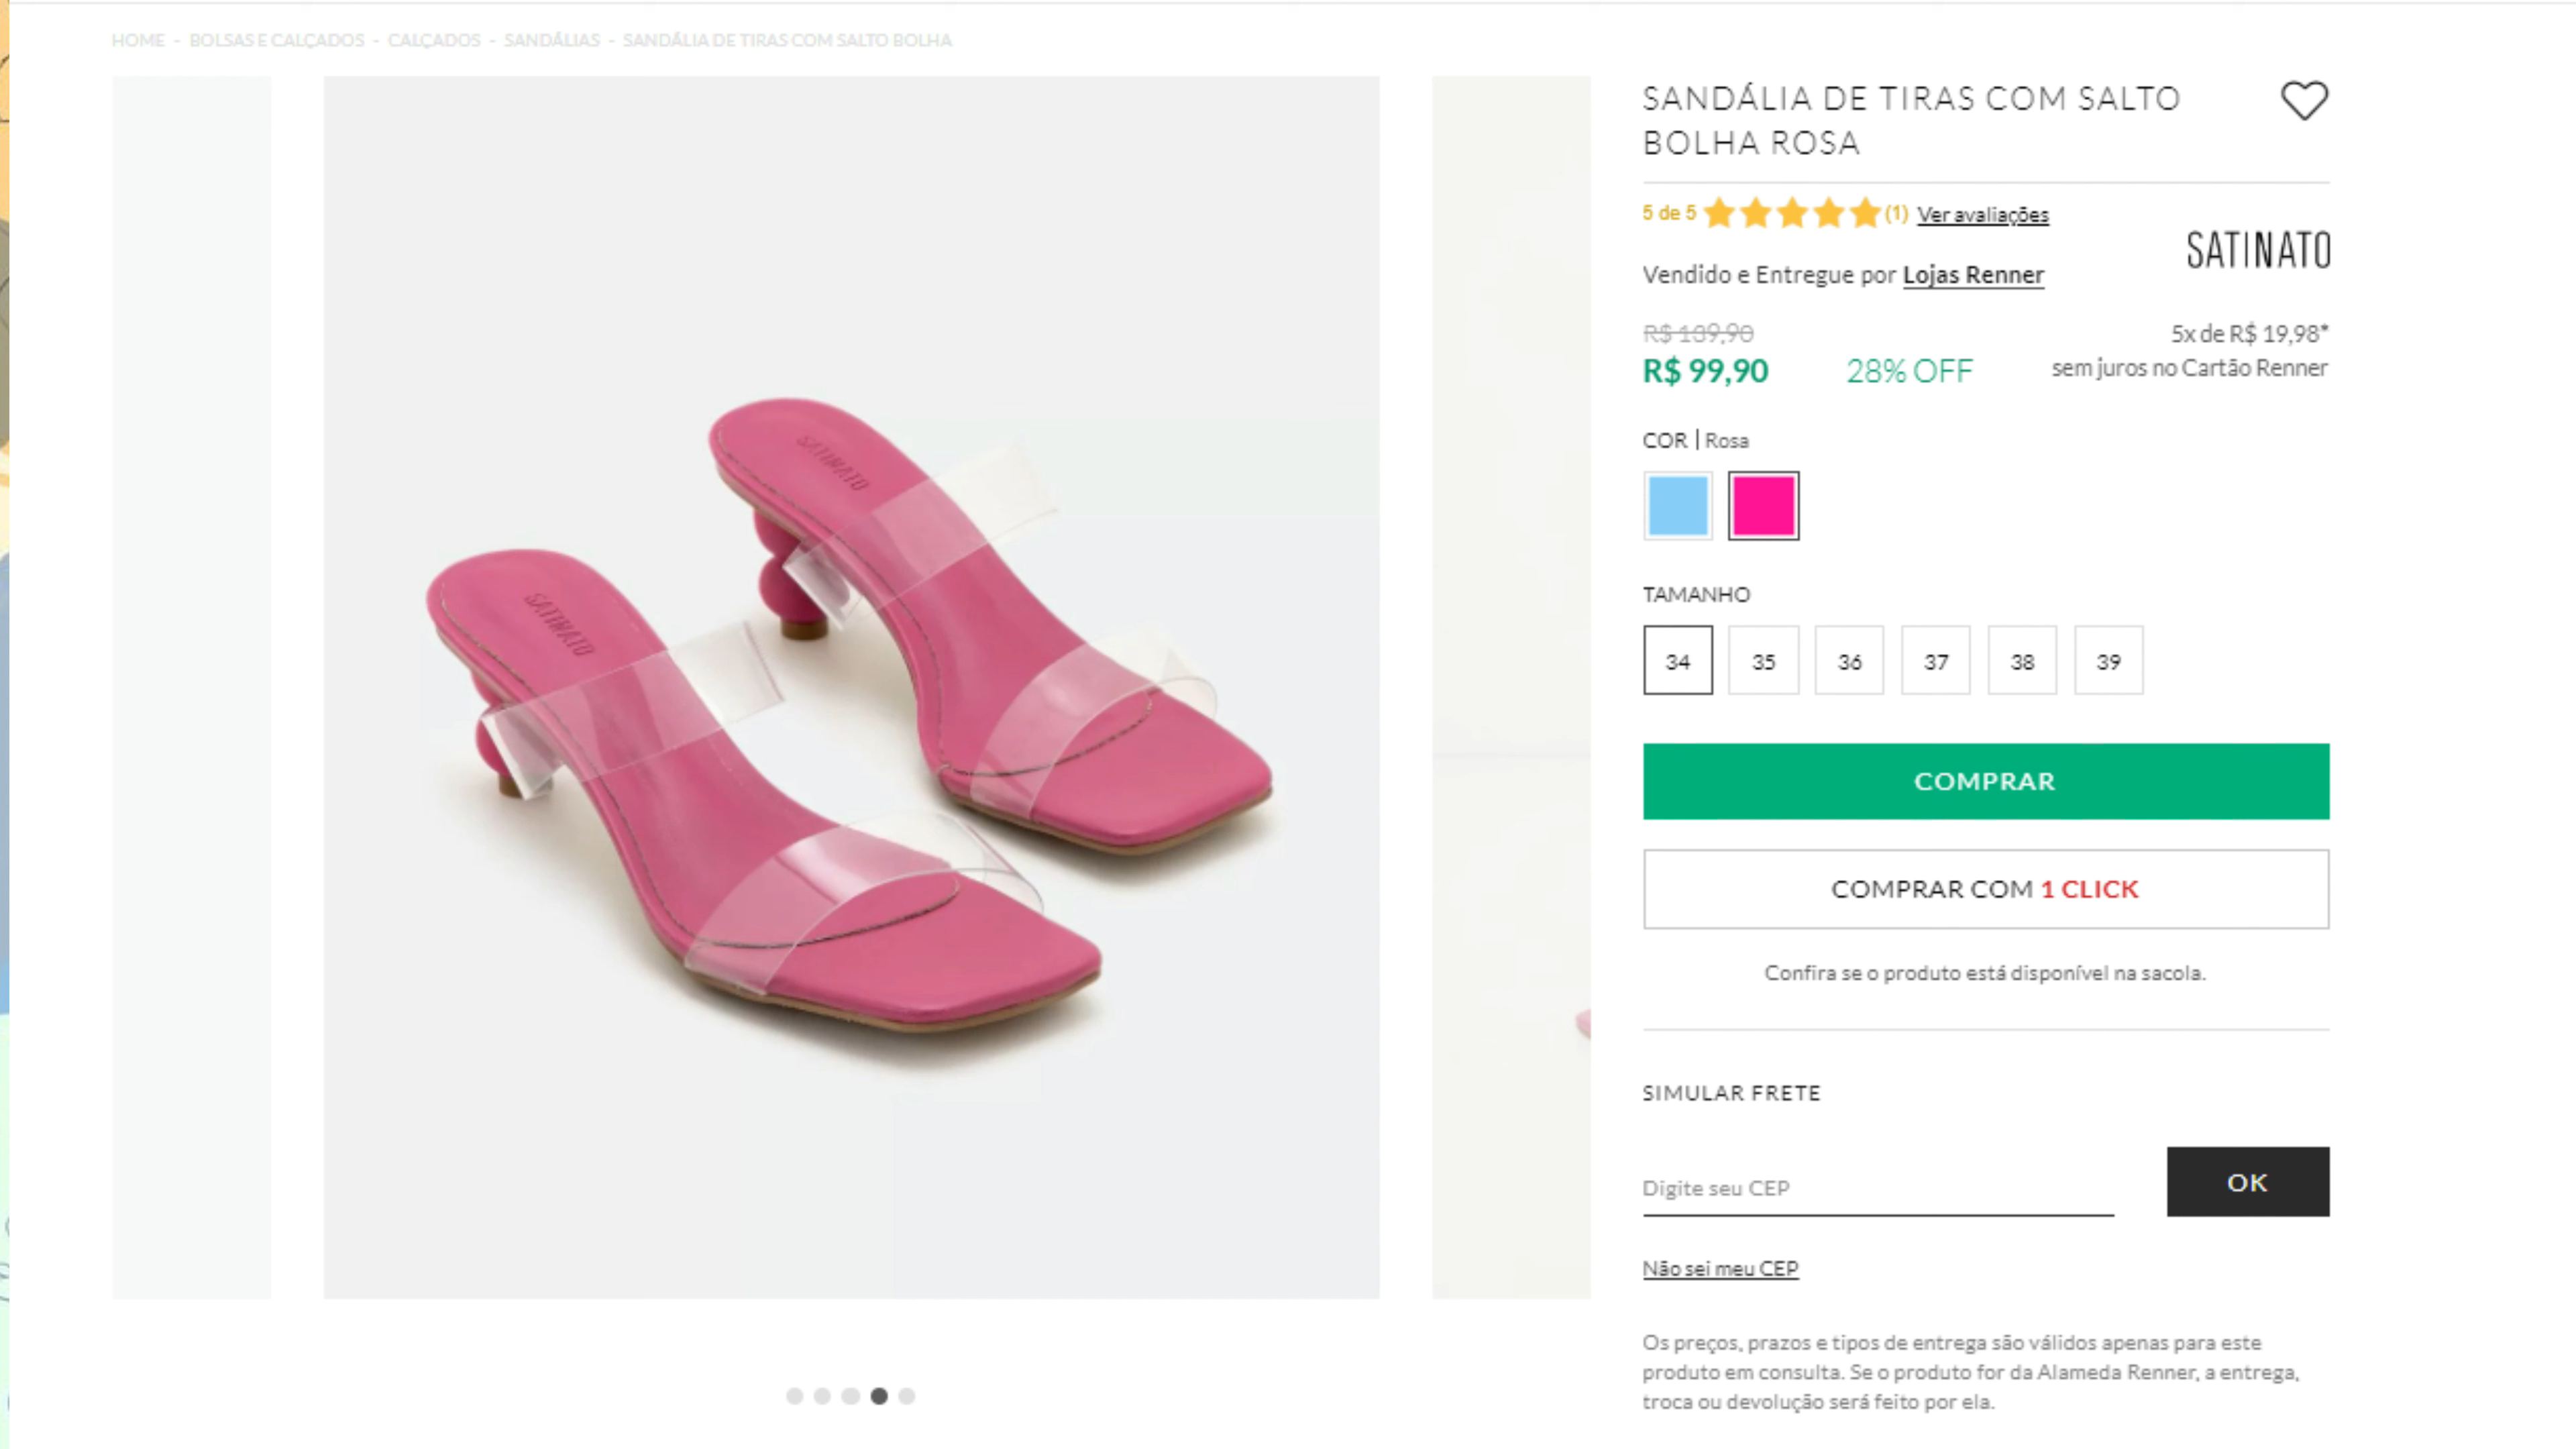 HOME - BOLSAS E CALÇADOS - CALÇADOS - SANDÁLIAS - SANDÁLIA DE TIRAS COM SALTO BOLHA
SATINATO
SATINATO
SANDÁLIA DE TIRAS COM SALTO
BOLHA ROSA
5 de 5 (1) Ver avaliações
SATINATO
Vendido e Entregue por Lojas Renner
R$ 139,90
R$ 99,90 28% OFF
5x de R$ 19,98*
sem juros no Cartão Renner
COR | Rosa
TAMANHO
34 35 36 37 38 39
COMPRAR
COMPRAR COM 1 CLICK
Confira se o produto está disponível na sacola.
SIMULAR FRETE
Digite seu CEP
OK
Não sei meu CEP
Os preços, prazos e tipos de entrega são válidos apenas para este
produto em consulta. Se o produto for da Alameda Renner, a entrega,
troca ou devolução será feito por ela.